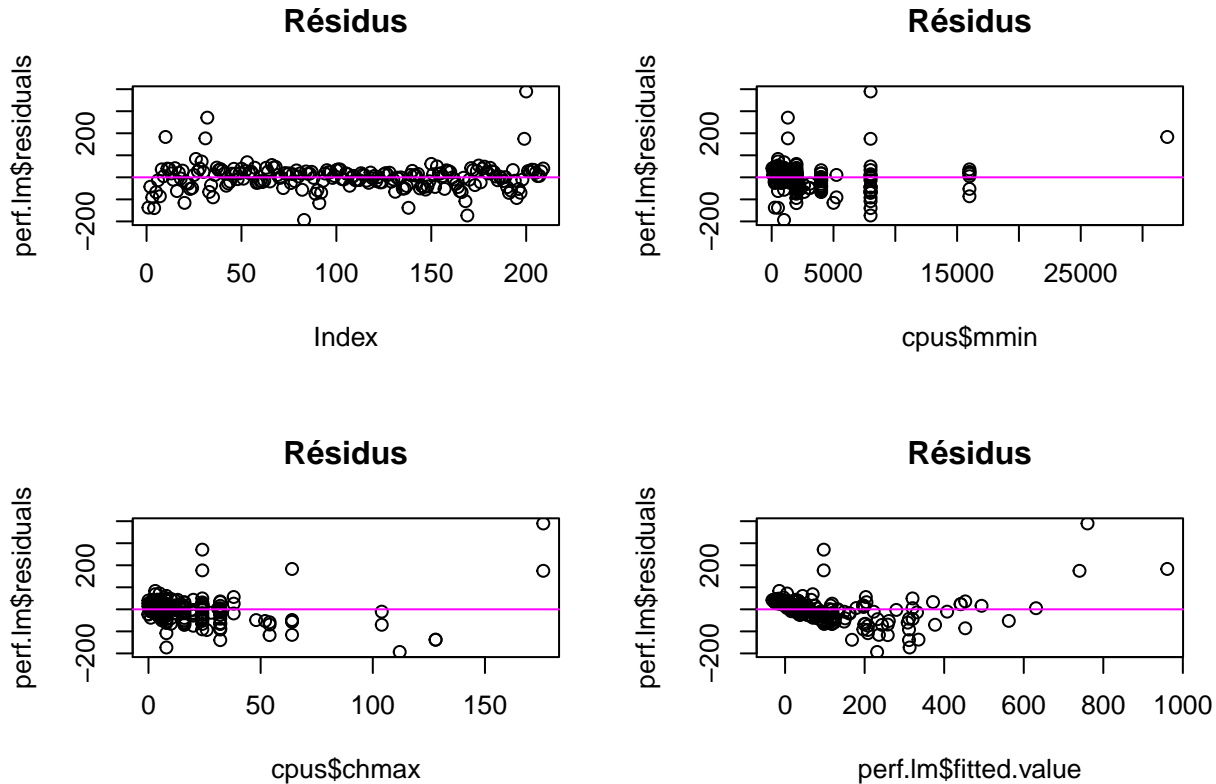 Résidus
perf.lm$residuals
−200
200
0
50
100
150
200
Index
Résidus
perf.lm$residuals
−200
200
0
5000
15000
25000
cpus$mmin
Résidus
perf.lm$residuals
−200
200
0
50
100
150
cpus$chmax
Résidus
perf.lm$residuals
−200
200
0
200
400
600
800
1000
perf.lm$fitted.value